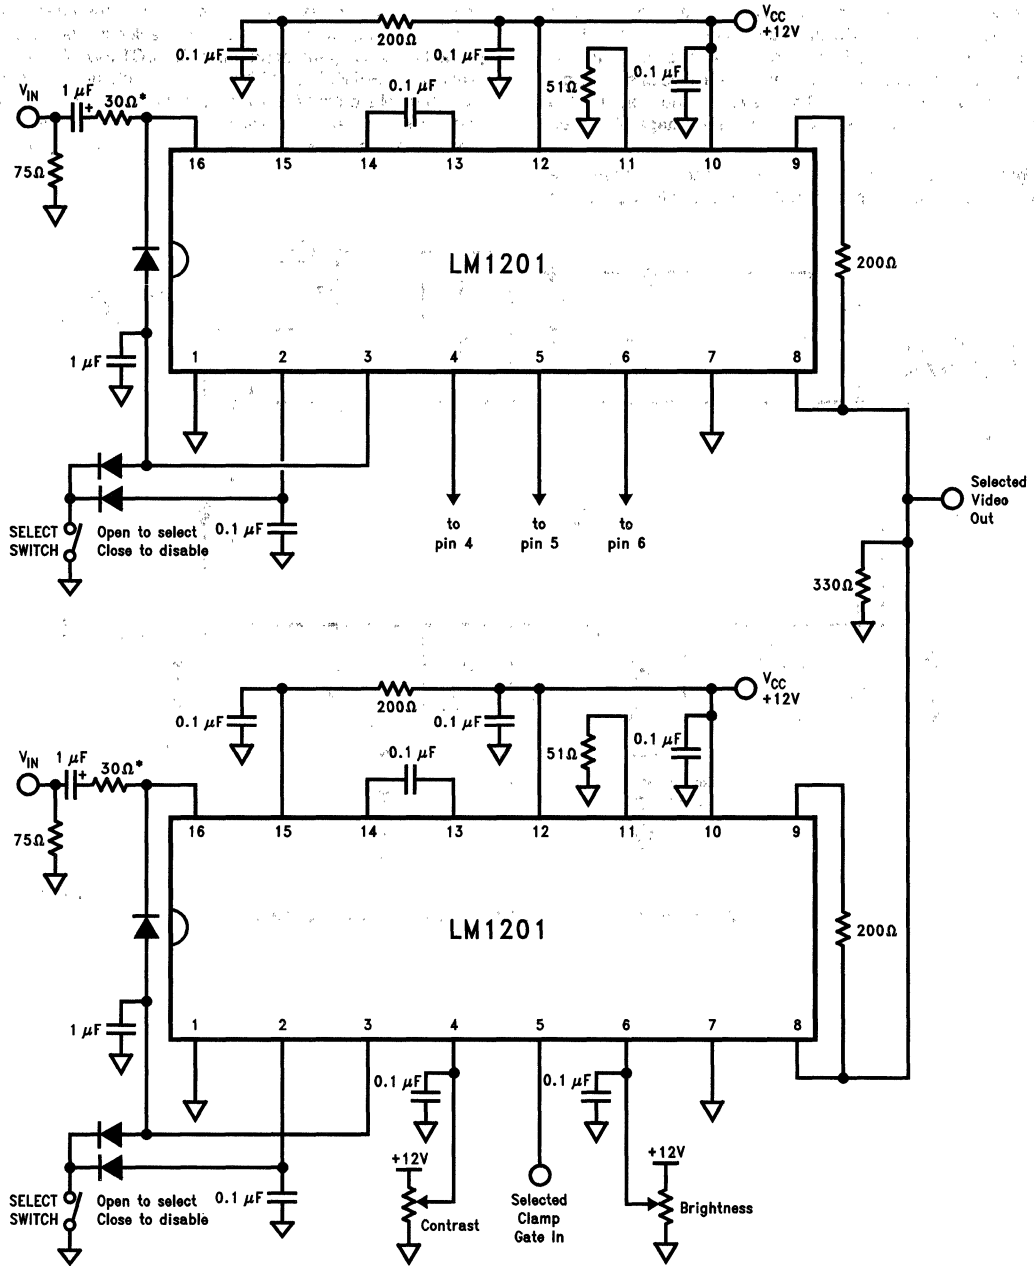 V_CC
+12V
200Ω
0.1 μF
0.1 μF
51Ω
0.1 μF
V_IN
1 μF
+
30Ω*
0.1 μF
75Ω
16
15
14
13
12
11
10
9
LM1201
200Ω
1 μF
1
2
3
4
5
6
7
8
SELECT
SWITCH
Open to select
Close to disable
0.1 μF
to
pin 4
to
pin 5
to
pin 6
Selected
Video
Out
330Ω
V_CC
+12V
200Ω
0.1 μF
0.1 μF
51Ω
0.1 μF
V_IN
1 μF
+
30Ω*
0.1 μF
75Ω
16
15
14
13
12
11
10
9
LM1201
200Ω
1 μF
1
2
3
4
5
6
7
8
0.1 μF
0.1 μF
SELECT
SWITCH
Open to select
Close to disable
0.1 μF
+12V
Contrast
Selected
Clamp
Gate In
+12V
Brightness